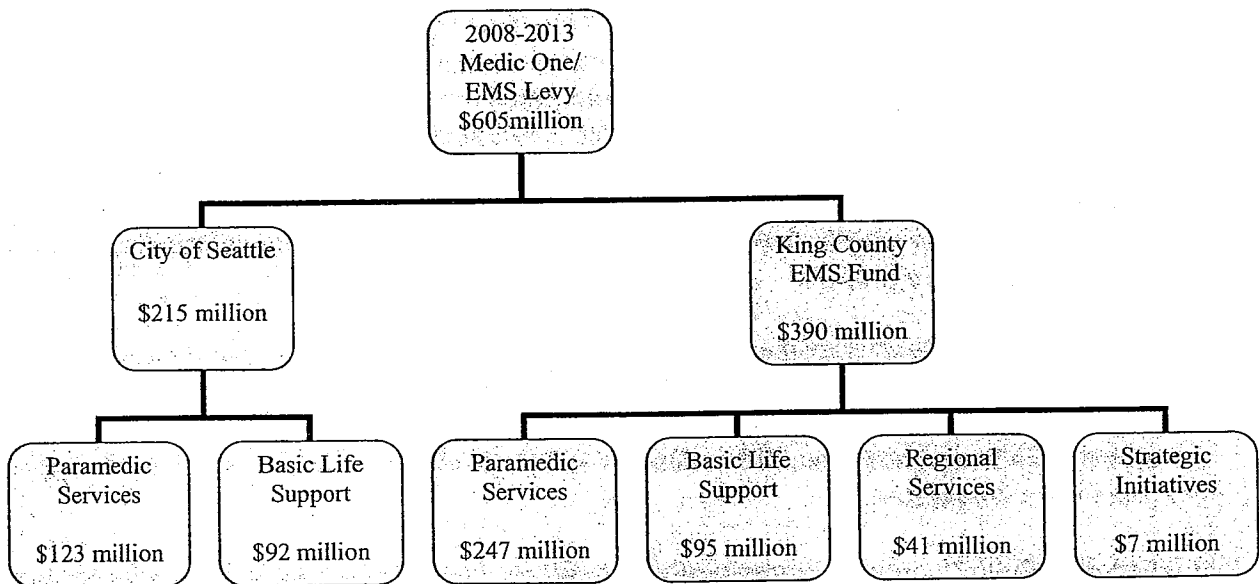 2008-2013
Medic One/
EMS Levy
$605million
City of Seattle
$215 million
King County
EMS Fund
$390 million
Paramedic
Services
$123 million
Basic Life
Support
$92 million
Paramedic
Services
$247 million
Basic Life
Support
$95 million
Regional
Services
$41 million
Strategic
Initiatives
$7 million